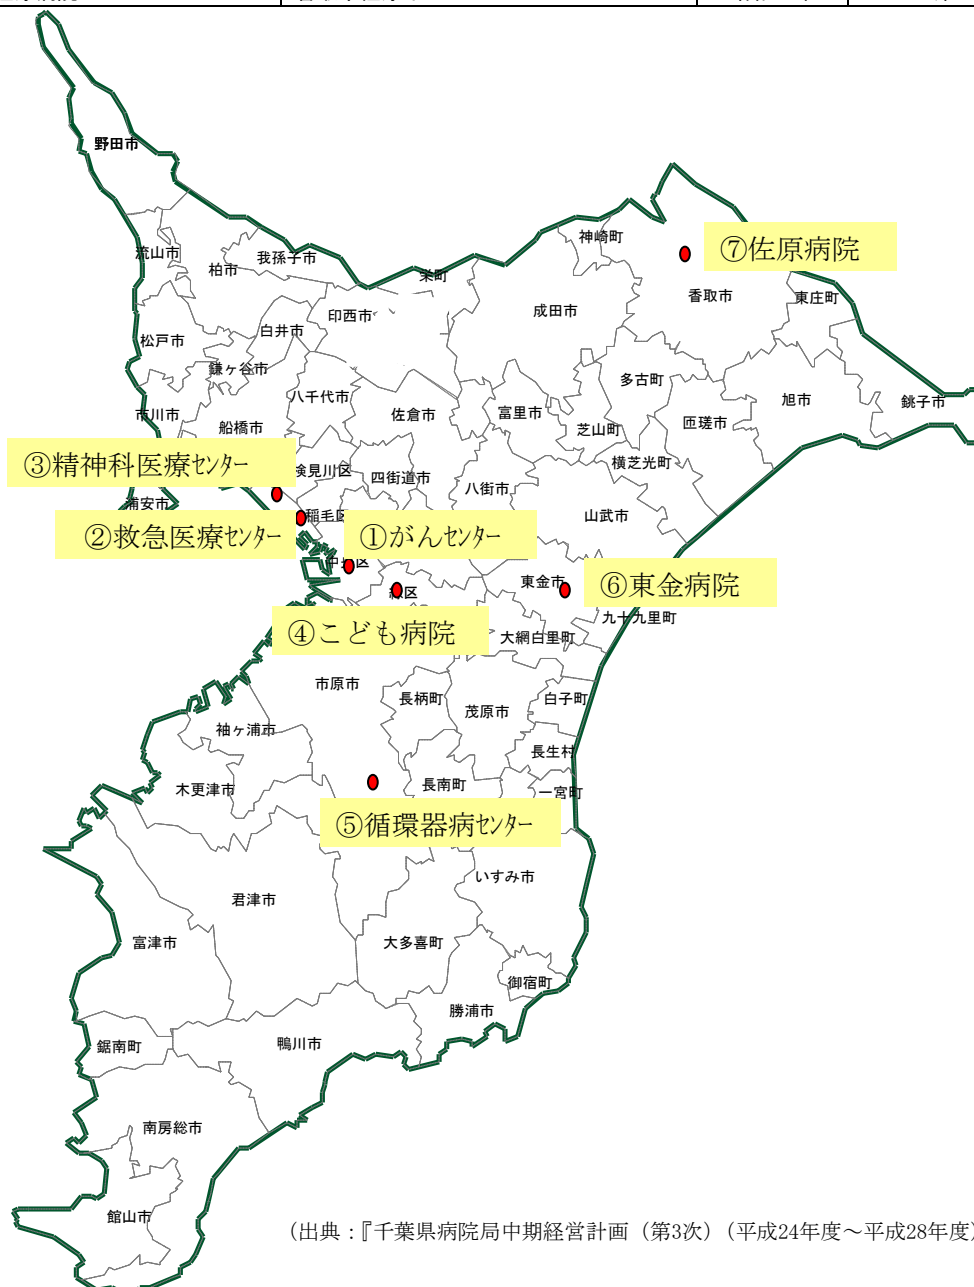 野田市
流山市
柏市
我孫子市
栄町
神崎町
⑦佐原病院
香取市
東庄町
印西市
成田市
松戸市
白井市
鎌ヶ谷市
八千代市
佐倉市
富里市
多古町
芝山町
匝瑳市
旭市
銚子市
市川市
船橋市
③精神科医療センター
検見川区
四街道市
八街市
横芝光町
山武市
浦安市
稲毛区
②救急医療センター
①がんセンター
中央区
緑区
東金市
⑥東金病院
九十九里町
④こども病院
大網白里町
市原市
長柄町
茂原市
白子町
袖ヶ浦市
長生村
木更津市
長南町
一宮町
⑤循環器病センター
いすみ市
君津市
富津市
大多喜町
御宿町
勝浦市
鋸南町
鴨川市
南房総市
館山市
（出典：『千葉県病院局中期経営計画（第3次）（平成24年度～平成28年度）